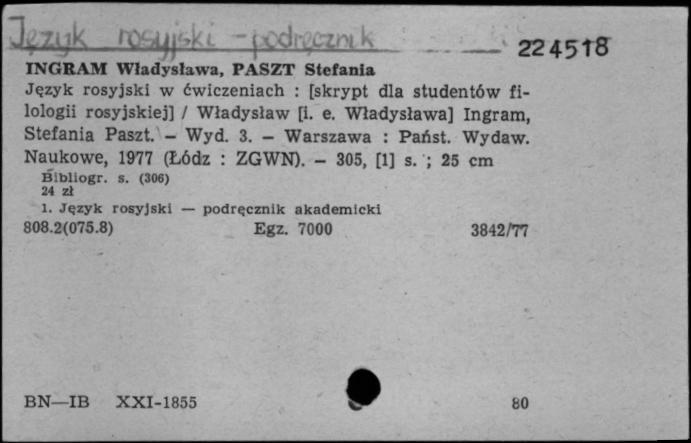 Język rosyjski - podręcznik
224518
INGRAM Władysława, PASZT Stefania
Język rosyjski w ćwiczeniach : [skrypt dla studentów fi-
lologii rosyjskiej] / Władysław [i. e. Władysława] Ingram,
Stefania Paszt. — Wyd. 3. — Warszawa : Państ. Wydaw.
Naukowe, 1977 (Łódz : ZGWN). — 305, [1] s. ; 25 cm
Bibliogr. s. (306)
24 zł
1. Język rosyjski — podręcznik akademicki
808.2(075.8) Egz. 7000 3842/77
BN—IB XXI-1855 80